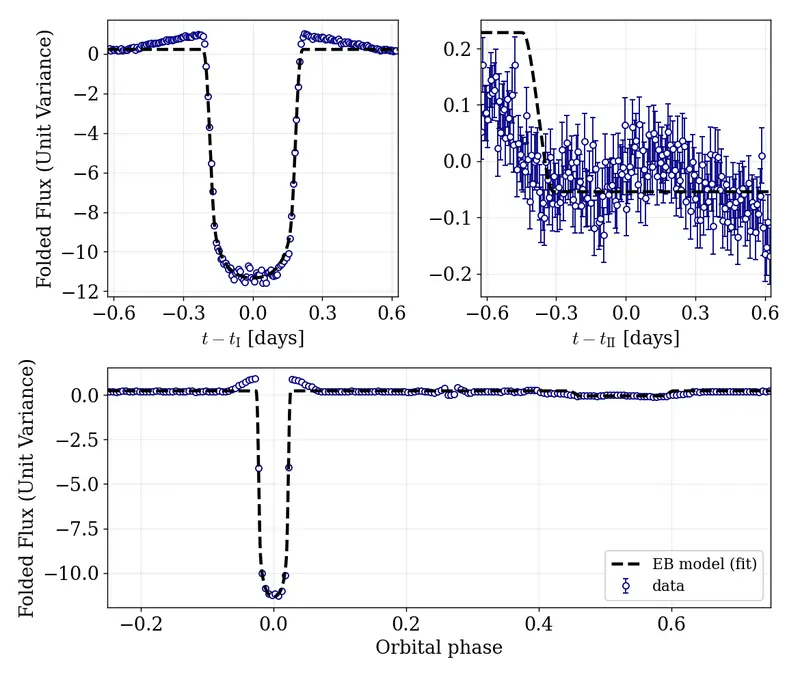 Folded Flux (Unit Variance)
0
−2
−4
−6
−8
−10
−12
−0.6 −0.3 0.0 0.3 0.6
t − tI [days]
0.2
0.1
0.0
−0.1
−0.2
−0.6 −0.3 0.0 0.3 0.6
t − tII [days]
Folded Flux (Unit Variance)
0.0
−2.5
−5.0
−7.5
−10.0
−0.2 0.0 0.2 0.4 0.6
Orbital phase
EB model (fit)
data